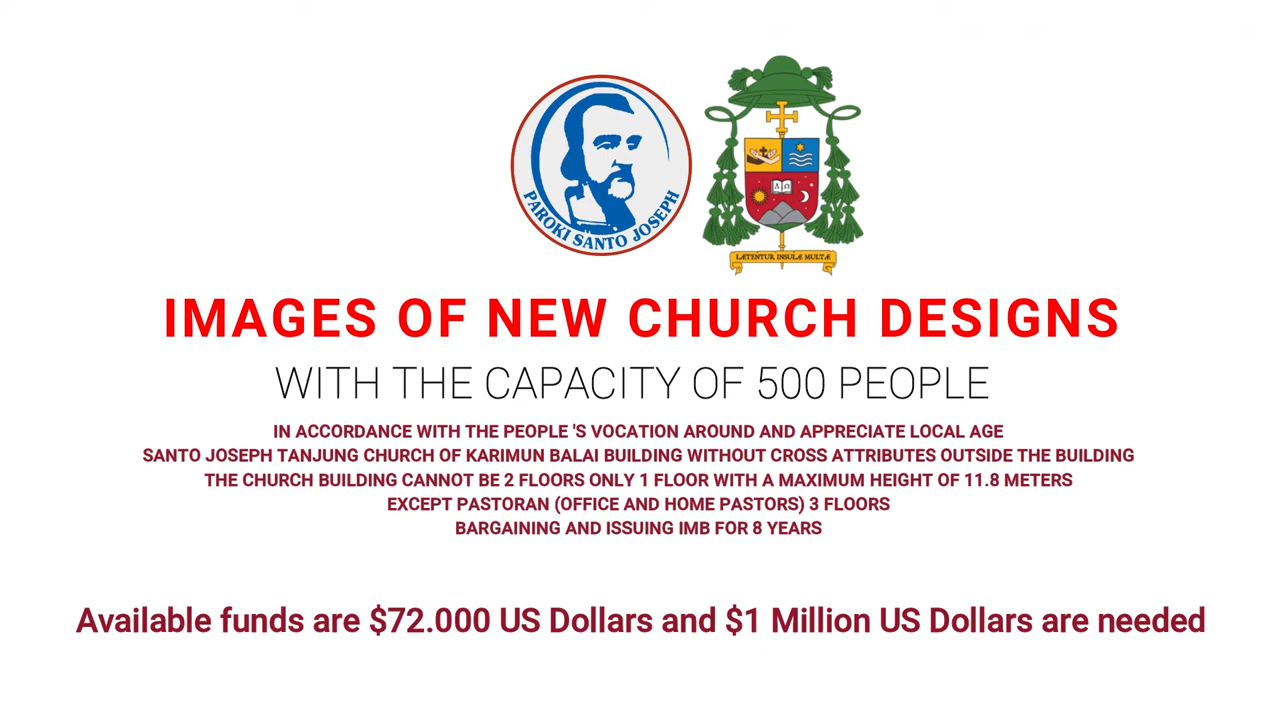 PAROKI SANTO JOSEPH
LÆTENTUR INSULÆ MULTÆ
IMAGES OF NEW CHURCH DESIGNS
WITH THE CAPACITY OF 500 PEOPLE
IN ACCORDANCE WITH THE PEOPLE 'S VOCATION AROUND AND APPRECIATE LOCAL AGE
SANTO JOSEPH TANJUNG CHURCH OF KARIMUN BALAI BUILDING WITHOUT CROSS ATTRIBUTES OUTSIDE THE BUILDING
THE CHURCH BUILDING CANNOT BE 2 FLOORS ONLY 1 FLOOR WITH A MAXIMUM HEIGHT OF 11.8 METERS
EXCEPT PASTORAN (OFFICE AND HOME PASTORS) 3 FLOORS
BARGAINING AND ISSUING IMB FOR 8 YEARS
Available funds are $72.000 US Dollars and $1 Million US Dollars are needed